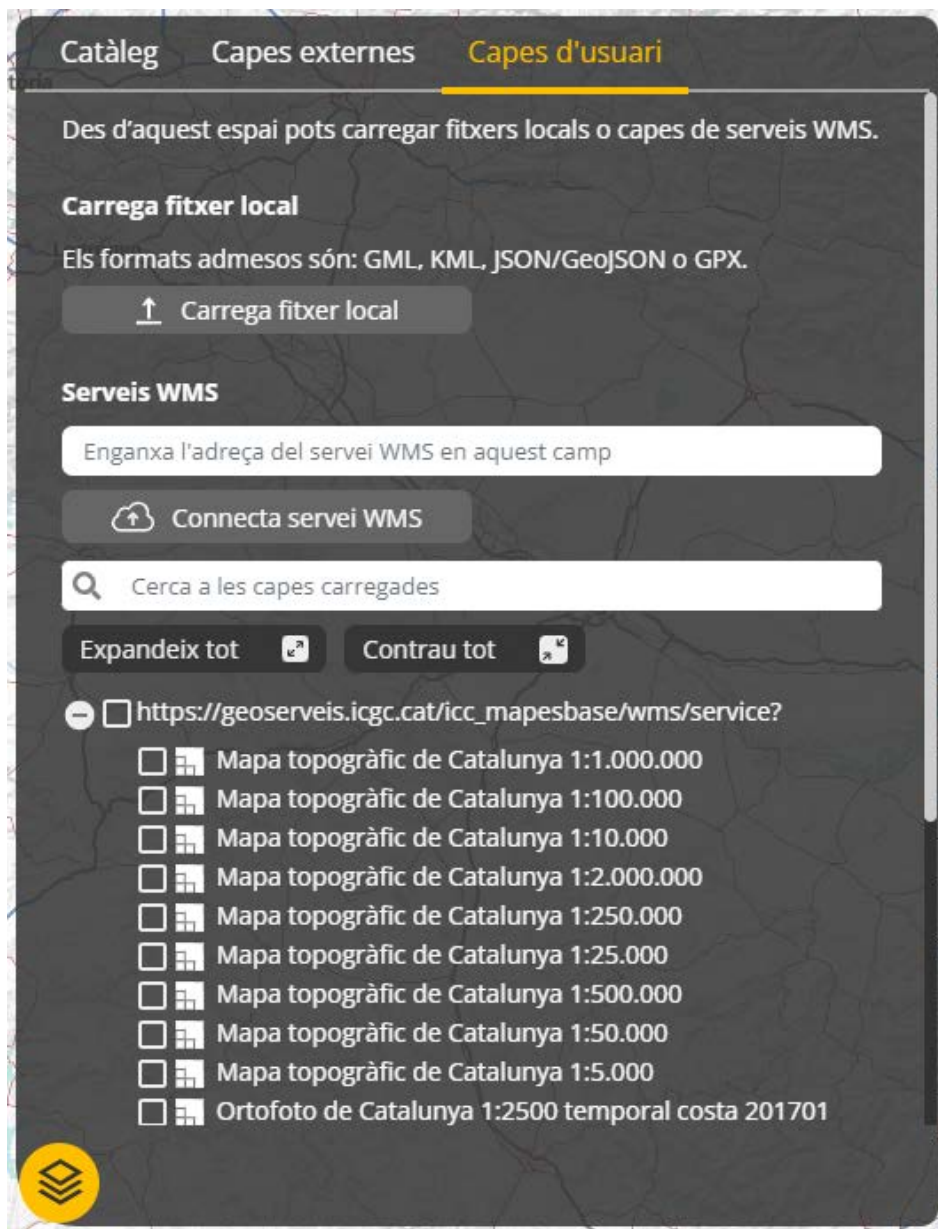 Catàleg Capes externes Capes d'usuari
Des d’aquest espai pots carregar fitxers locals o capes de serveis WMS.
Carrega fitxer local
Els formats admesos són: GML, KML, JSON/GeoJSON o GPX.
Carrega fitxer local
Serveis WMS
Enganxa l'adreça del servei WMS en aquest camp
Connecta servei WMS
Cerca a les capes carregades
Expandeix tot Contrau tot
https://geoserveis.icgc.cat/icc_mapesbase/wms/service?
Mapa topogràfic de Catalunya 1:1.000.000
Mapa topogràfic de Catalunya 1:100.000
Mapa topogràfic de Catalunya 1:10.000
Mapa topogràfic de Catalunya 1:2.000.000
Mapa topogràfic de Catalunya 1:250.000
Mapa topogràfic de Catalunya 1:25.000
Mapa topogràfic de Catalunya 1:500.000
Mapa topogràfic de Catalunya 1:50.000
Mapa topogràfic de Catalunya 1:5.000
Ortofoto de Catalunya 1:2500 temporal costa 201701